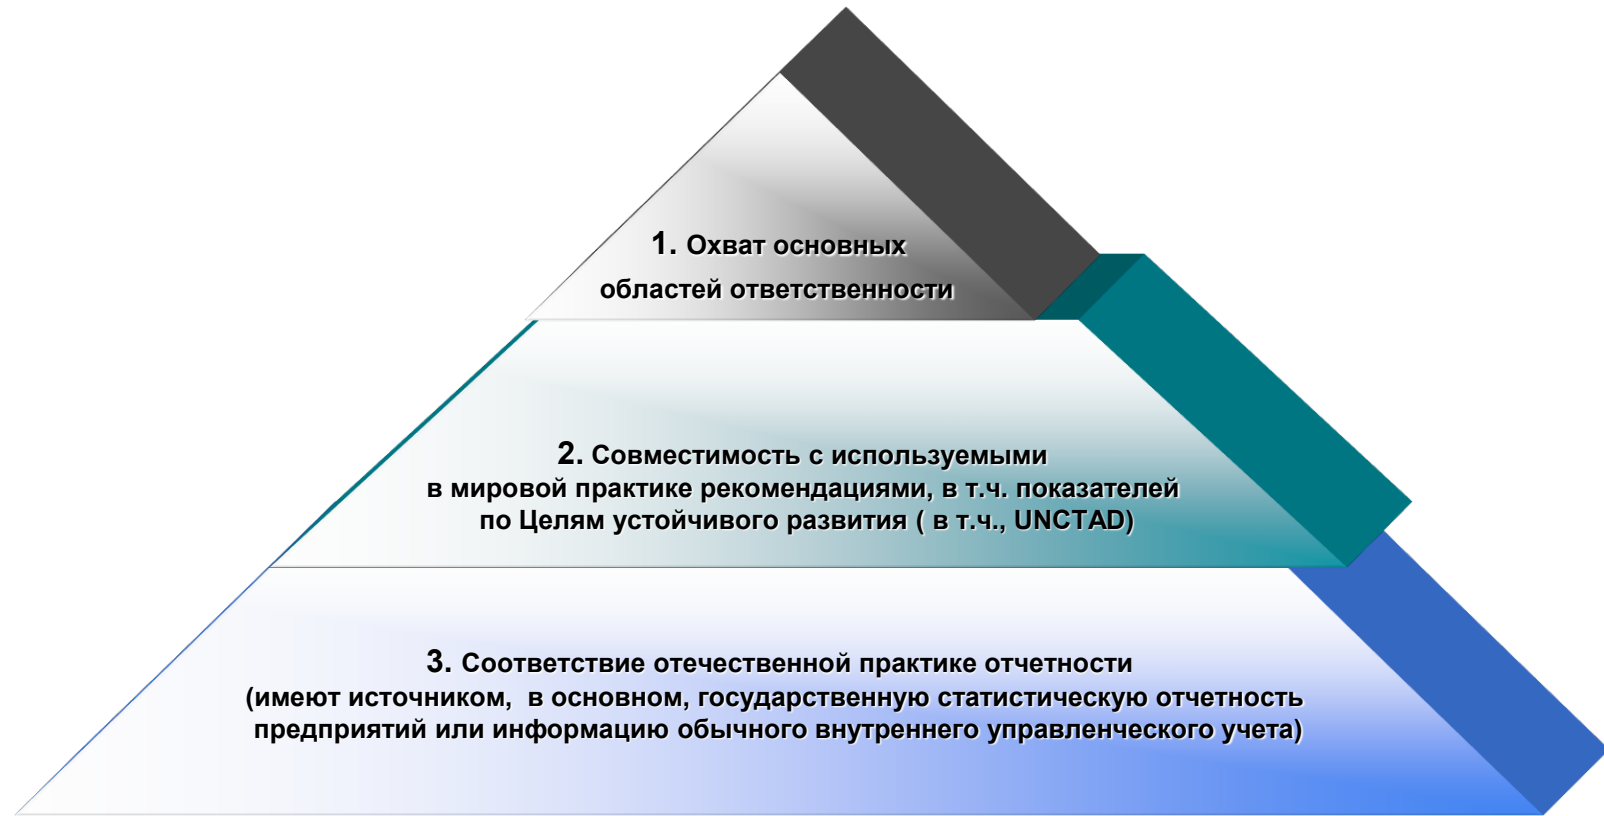 1. Охват основных
областей ответственности
2. Совместимость с используемыми
в мировой практике рекомендациями, в т.ч. показателей
по Целям устойчивого развития ( в т.ч., UNCTAD)
3. Соответствие отечественной практике отчетности
(имеют источником, в основном, государственную статистическую отчетность
предприятий или информацию обычного внутреннего управленческого учета)